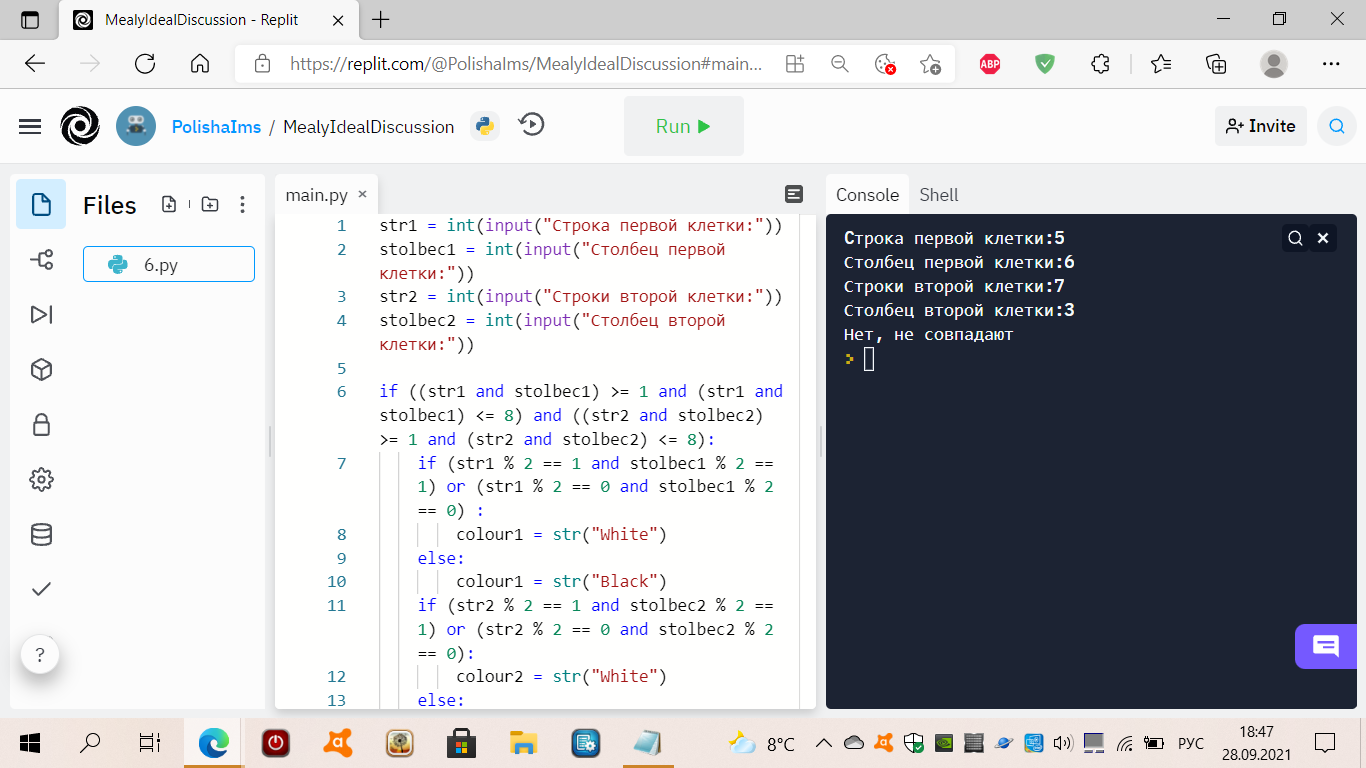 MealyIdealDiscussion - Replit
https://replit.com/@PolishaIms/MealyIdealDiscussion#main...
ABP
PolishaIms / MealyIdealDiscussion
Run
Invite
Files
6.py
?
main.py
1 str1 = int(input("Строка первой клетки:"))
2 stolbec1 = int(input("Столбец первой
клетки:"))
3 str2 = int(input("Строки второй клетки:"))
4 stolbec2 = int(input("Столбец второй
клетки:"))
5
6 if ((str1 and stolbec1) >= 1 and (str1 and
stolbec1) <= 8) and ((str2 and stolbec2)
>= 1 and (str2 and stolbec2) <= 8):
7 if (str1 % 2 == 1 and stolbec1 % 2 ==
1) or (str1 % 2 == 0 and stolbec1 % 2
== 0) :
8 colour1 = str("White")
9 else:
10 colour1 = str("Black")
11 if (str2 % 2 == 1 and stolbec2 % 2 ==
1) or (str2 % 2 == 0 and stolbec2 % 2
== 0):
12 colour2 = str("White")
13 else:
Console Shell
Строка первой клетки:5
Столбец первой клетки:6
Строки второй клетки:7
Столбец второй клетки:3
Нет, не совпадают
8°C
РУС
18:47
28.09.2021